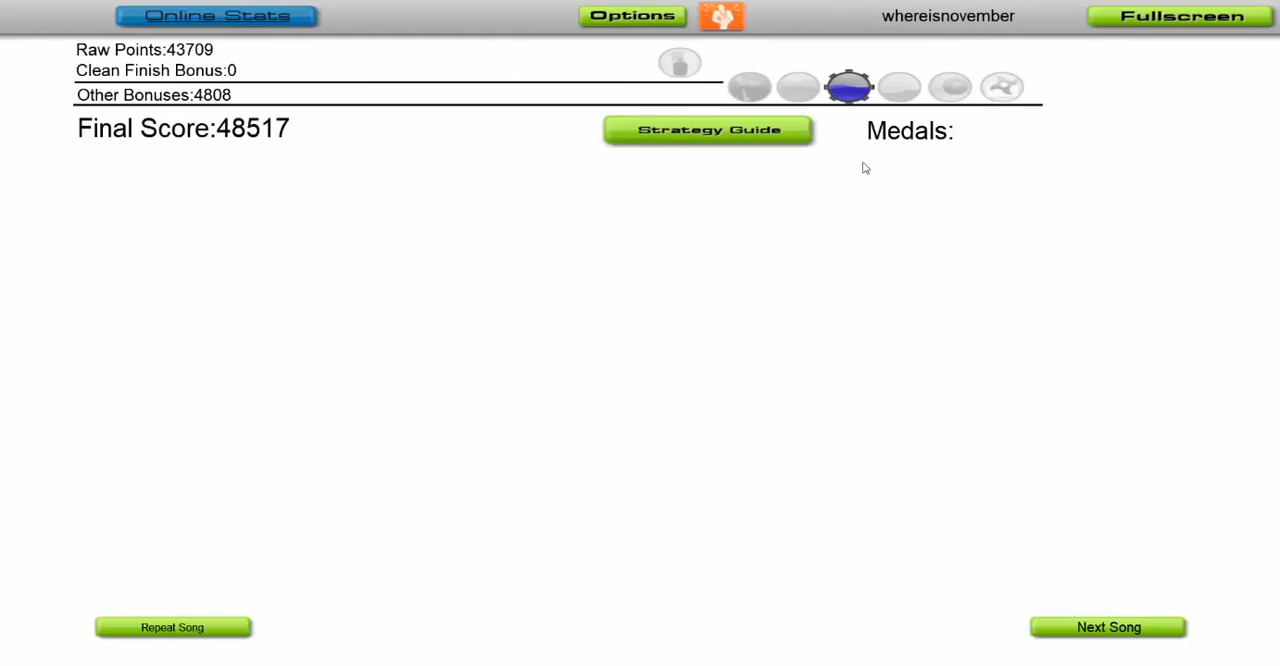 Online Stats
Options
whereisnovember
Fullscreen
Raw Points:43709
Clean Finish Bonus:0
Other Bonuses:4808
Final Score:48517
Strategy Guide
Medals:
Repeat Song
Next Song